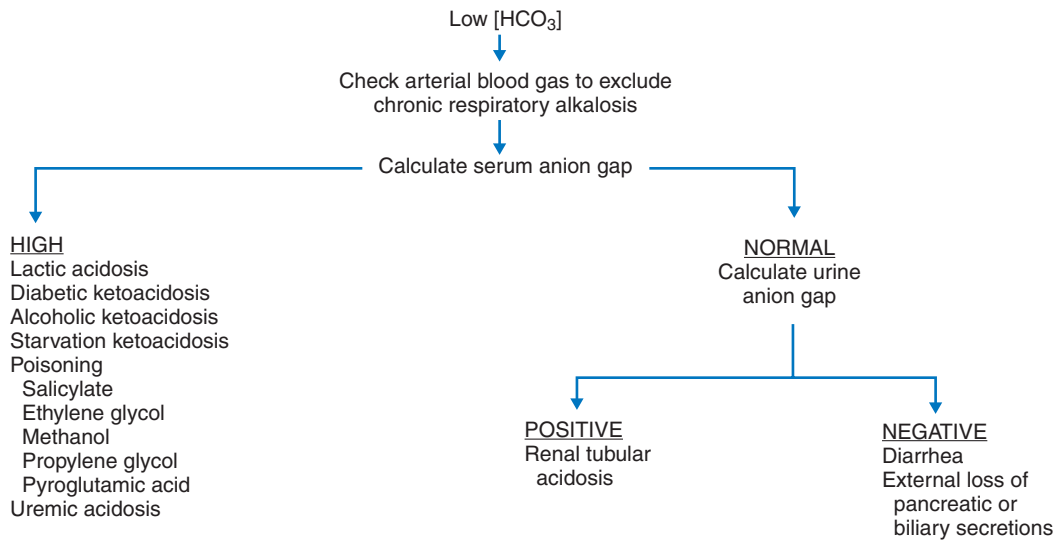 Low [HCO₃]
Check arterial blood gas to exclude
chronic respiratory alkalosis
Calculate serum anion gap
HIGH
Lactic acidosis
Diabetic ketoacidosis
Alcoholic ketoacidosis
Starvation ketoacidosis
Poisoning
Salicylate
Ethylene glycol
Methanol
Propylene glycol
Pyroglutamic acid
Uremic acidosis
NORMAL
Calculate urine
anion gap
POSITIVE
Renal tubular
acidosis
NEGATIVE
Diarrhea
External loss of
pancreatic or
biliary secretions